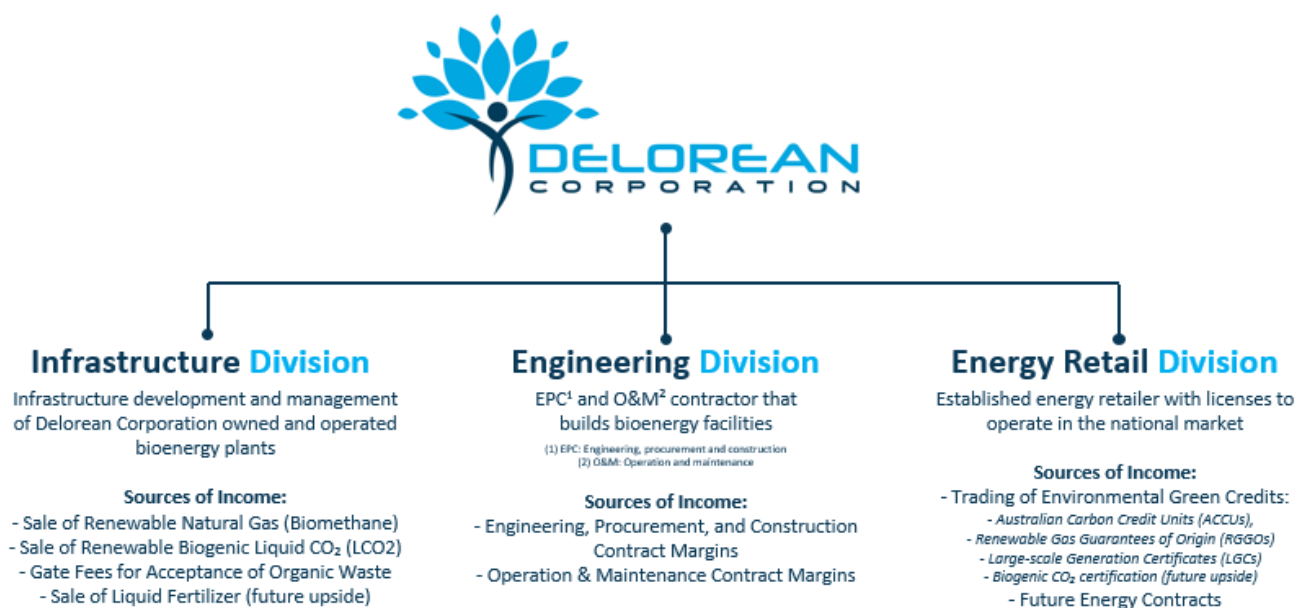 DELOREAN
CORPORATION
Infrastructure Division
Infrastructure development and management
of Delorean Corporation owned and operated
bioenergy plants
Sources of Income:
- Sale of Renewable Natural Gas (Biomethane)
- Sale of Renewable Biogenic Liquid CO₂ (LCO2)
- Gate Fees for Acceptance of Organic Waste
- Sale of Liquid Fertilizer (future upside)
Engineering Division
EPC¹ and O&M² contractor that
builds bioenergy facilities
(1) EPC: Engineering, procurement and construction
(2) O&M: Operation and maintenance
Sources of Income:
- Engineering, Procurement, and Construction
Contract Margins
- Operation & Maintenance Contract Margins
Energy Retail Division
Established energy retailer with licenses to
operate in the national market
Sources of Income:
- Trading of Environmental Green Credits:
- Australian Carbon Credit Units (ACCUs),
- Renewable Gas Guarantees of Origin (RGGOs)
- Large-scale Generation Certificates (LGCs)
- Biogenic CO₂ certification (future upside)
- Future Energy Contracts